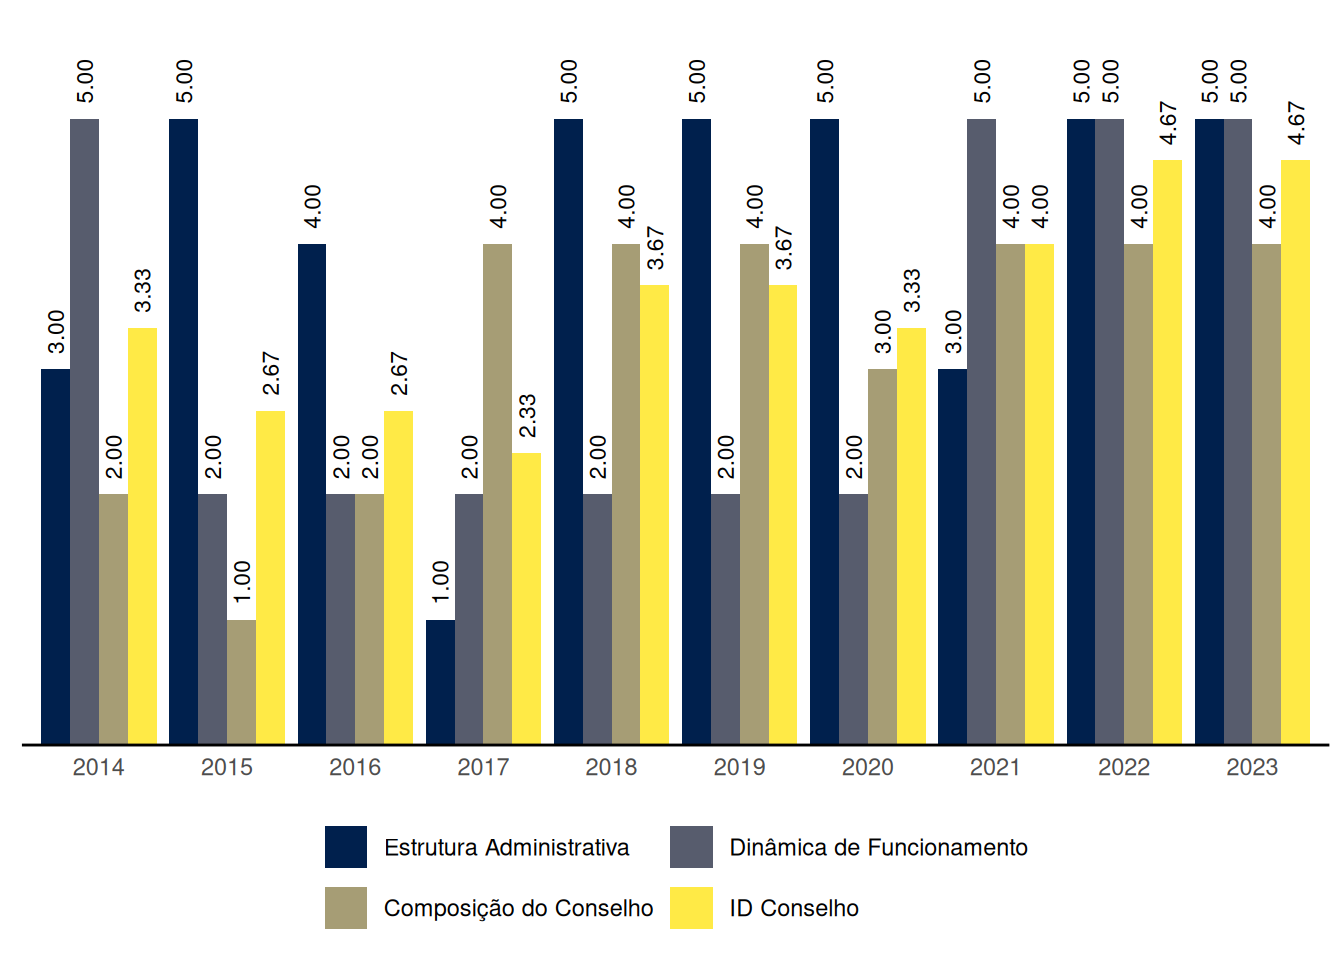 3.00 5.00 2.00 3.33
5.00 2.00 1.00 2.67
4.00 2.00 2.00 2.67
1.00 2.00 4.00 2.33
5.00 2.00 4.00 3.67
5.00 2.00 4.00 3.67
5.00 2.00 3.00 3.33
3.00 5.00 4.00 4.00
5.00 5.00 4.00 4.67
5.00 5.00 4.00 4.67
2014 2015 2016 2017 2018 2019 2020 2021 2022 2023
Estrutura Administrativa Dinâmica de Funcionamento
Composição do Conselho ID Conselho